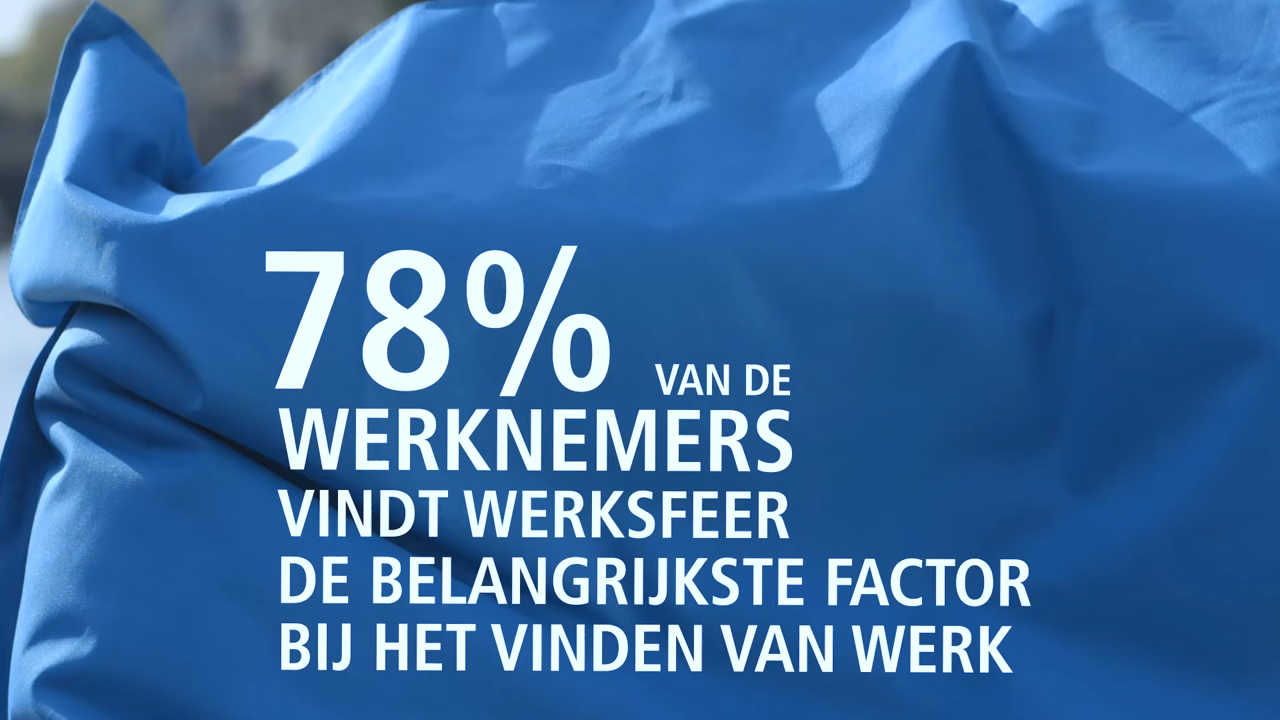 78% VAN DE
WERKNEMERS
VINDT WERKSFEER
DE BELANGRIJKSTE FACTOR
BIJ HET VINDEN VAN WERK